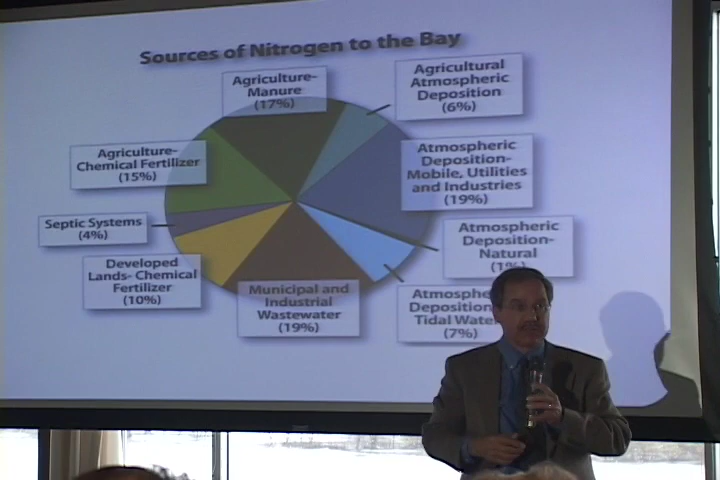 Sources of Nitrogen to the Bay
Agriculture-
Manure
(17%)
Agricultural
Atmospheric
Deposition
(6%)
Agriculture-
Chemical Fertilizer
(15%)
Atmospheric
Deposition-
Mobile, Utilities
and Industries
(19%)
Septic Systems
(4%)
Atmospheric
Deposition-
Natural
(1%)
Developed
Lands- Chemical
Fertilizer
(10%)
Municipal and
Industrial
Wastewater
(19%)
Deposition
Tidal
(7%)